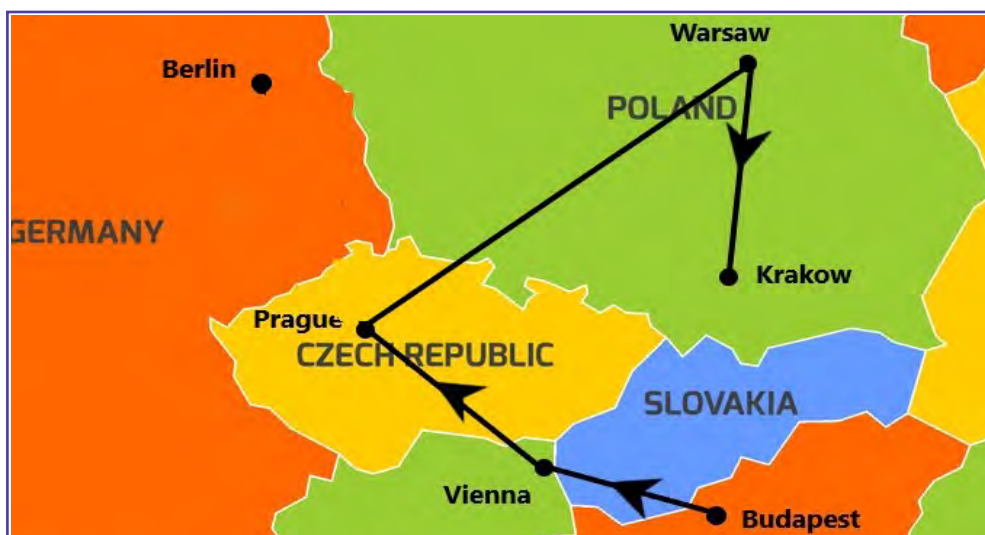 Warsaw
Berlin
POLAND
GERMANY
Krakow
Prague
CZECH REPUBLIC
SLOVAKIA
Vienna
Budapest